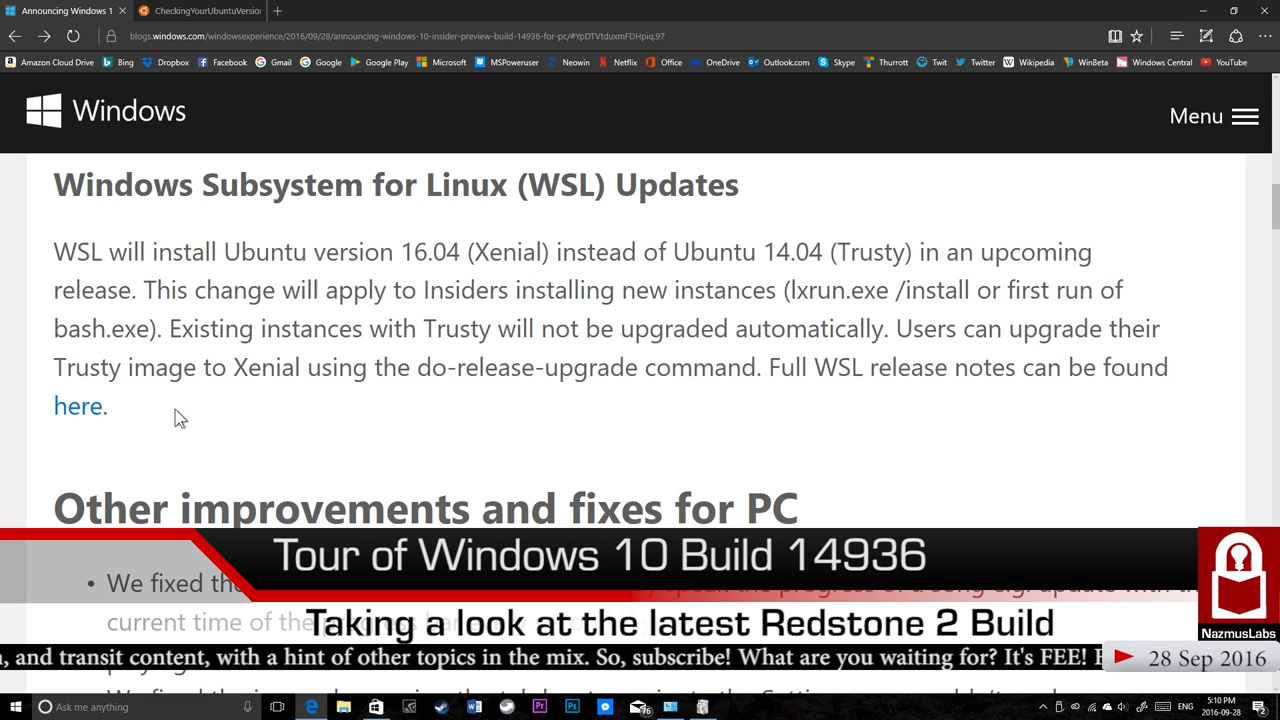 Announcing Windows 1
CheckingYourUbuntuVersio
blogs.windows.com/windowsexperience/2016/09/28/announcing-windows-10-insider-preview-build-14936-for-pc/#YpDTVtduxmFDHpiq.97
Amazon Cloud Drive Bing Dropbox Facebook Gmail Google Google Play Microsoft MSPoweruser Neowin Netflix Office OneDrive Outlook.com Skype Thurrott Twit Twitter Wikipedia WinBeta Windows Central YouTube
Windows
Menu
Windows Subsystem for Linux (WSL) Updates
WSL will install Ubuntu version 16.04 (Xenial) instead of Ubuntu 14.04 (Trusty) in an upcoming
release. This change will apply to Insiders installing new instances (lxrun.exe /install or first run of
bash.exe). Existing instances with Trusty will not be upgraded automatically. Users can upgrade their
Trusty image to Xenial using the do-release-upgrade command. Full WSL release notes can be found
here.
Other improvements and fixes for PC
Tour of Windows 10 Build 14936
• We fixed
current time of the
Taking a look at the latest Redstone 2 Build
NazmusLabs
, and transit content, with a hint of other topics in the mix. So, subscribe! What are you waiting for? It's FEE!
28 Sep 2016
Ask me anything
76
ENG
5:10 PM
2016-09-28
2